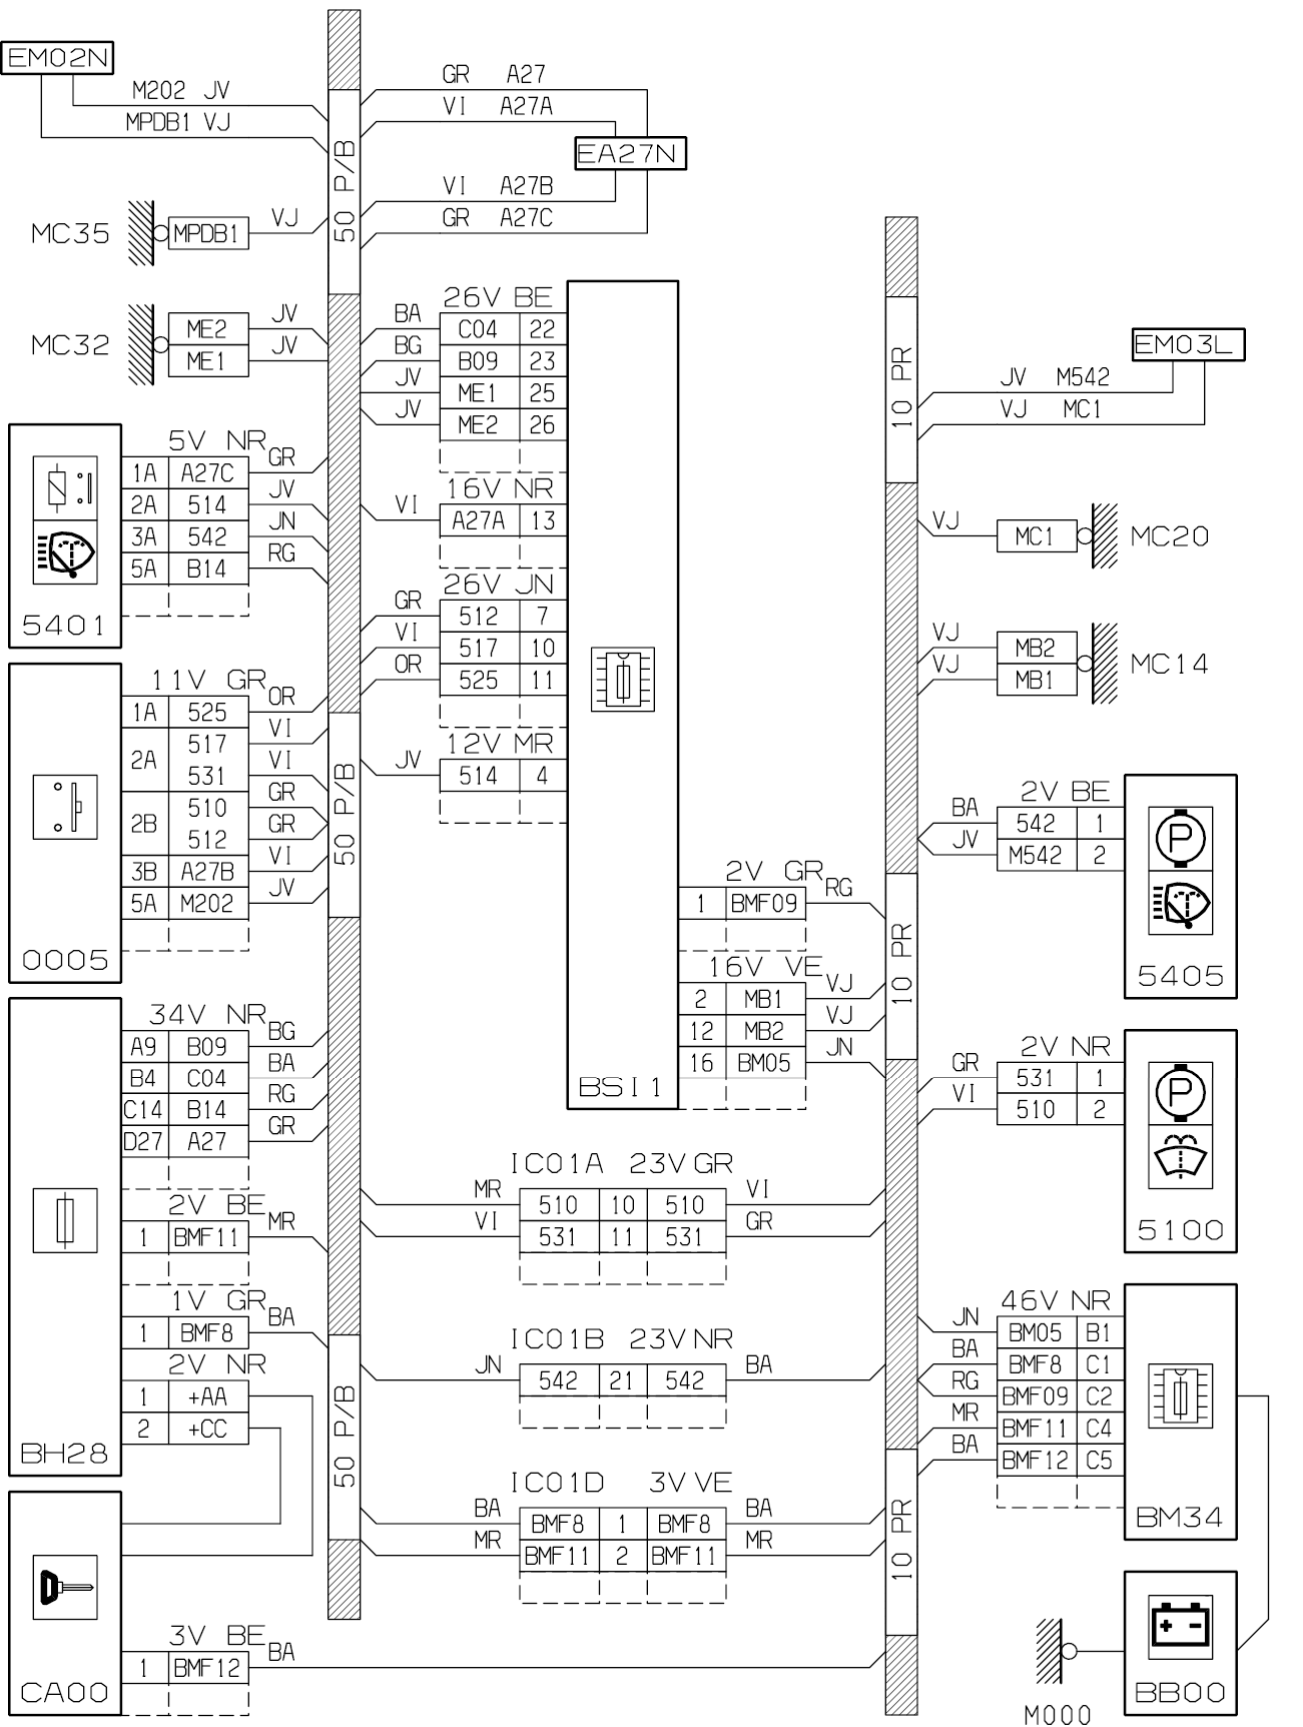 EM02N
M202 JV
MPDB1 VJ
GR A27
VI A27A
EA27N
VI A27B
GR A27C
50 P/B
MC35 MPDB1 VJ
MC32
ME2 JV
ME1 JV
26V BE
BA C04 22
BG B09 23
JV ME1 25
JV ME2 26
16V NR
VI A27A 13
26V JN
GR 512 7
VI 517 10
OR 525 11
12V MR
JV 514 4
BSI1
2V GR
1 BMF09 RG
16V VE
2 MB1 VJ
12 MB2 VJ
16 BM05 JN
5V NR
1A A27C GR
2A 514 JV
3A 542 JN
5A B14 RG
5401
11V GR
1A 525 OR
2A 517 VI
531 VI
2B 510 GR
512 GR
3B A27B VI
5A M202 JV
0005
50 P/B
34V NR
A9 B09 BG
B4 C04 BA
C14 B14 RG
D27 A27 GR
2V BE
1 BMF11 MR
1V GR
1 BMF8 BA
2V NR
1 +AA
2 +CC
BH28
50 P/B
3V BE
1 BMF12 BA
CA00
IC01A 23V GR
MR 510 10 510 VI
VI 531 11 531 GR
IC01B 23V NR
JN 542 21 542 BA
IC01D 3V VE
BA BMF8 1 BMF8 BA
MR BMF11 2 BMF11 MR
10 PR
EM03L
JV M542
VJ MC1
VJ MC1 MC20
VJ MB2
VJ MB1
MC14
10 PR
2V BE
BA 542 1
JV M542 2
P
5405
2V NR
GR 531 1
VI 510 2
P
5100
46V NR
JN BM05 B1
BA BMF8 C1
RG BMF09 C2
MR BMF11 C4
BA BMF12 C5
BM34
10 PR
+ -
BB00
M000